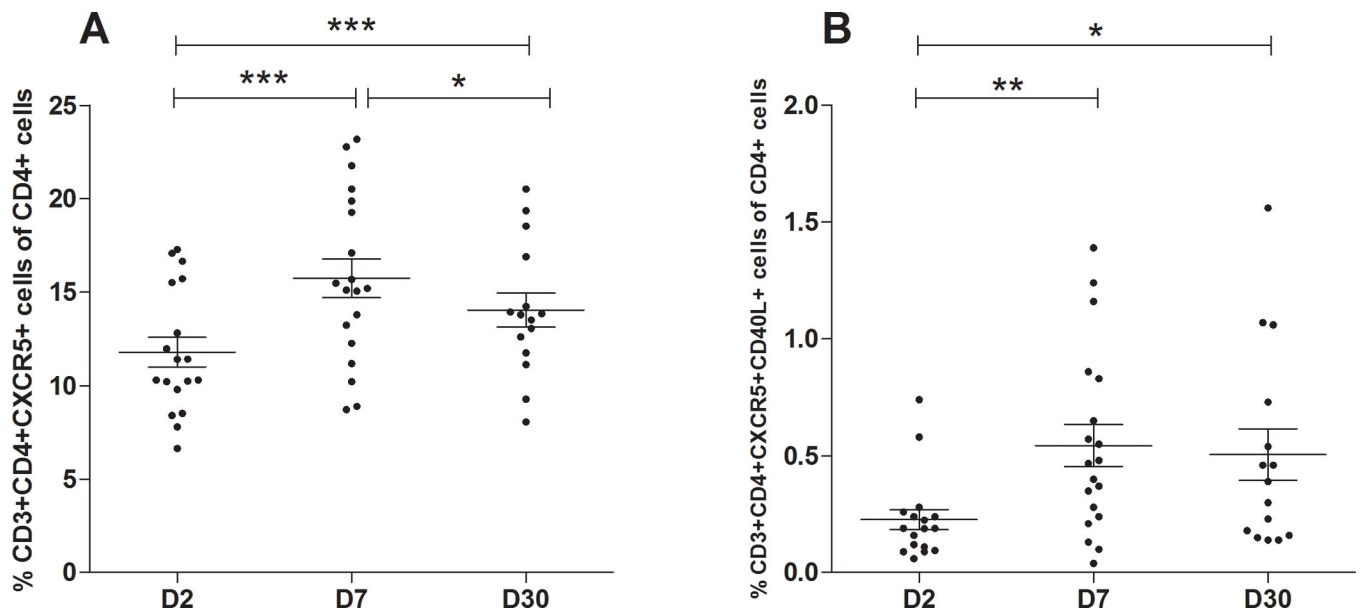 A
***
***
*
% CD3+CD4+CXCR5+ cells of CD4+ cells
25
20
15
10
5
0
D2 D7 D30
B
*
**
% CD3+CD4+CXCR5+CD40L+ cells of CD4+ cells
2.0
1.5
1.0
0.5
0.0
D2 D7 D30